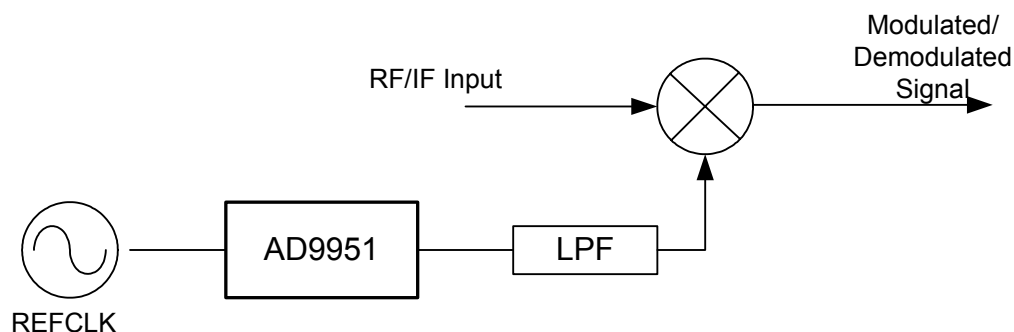 Modulated/
Demodulated
Signal
RF/IF Input
AD9951
LPF
REFCLK